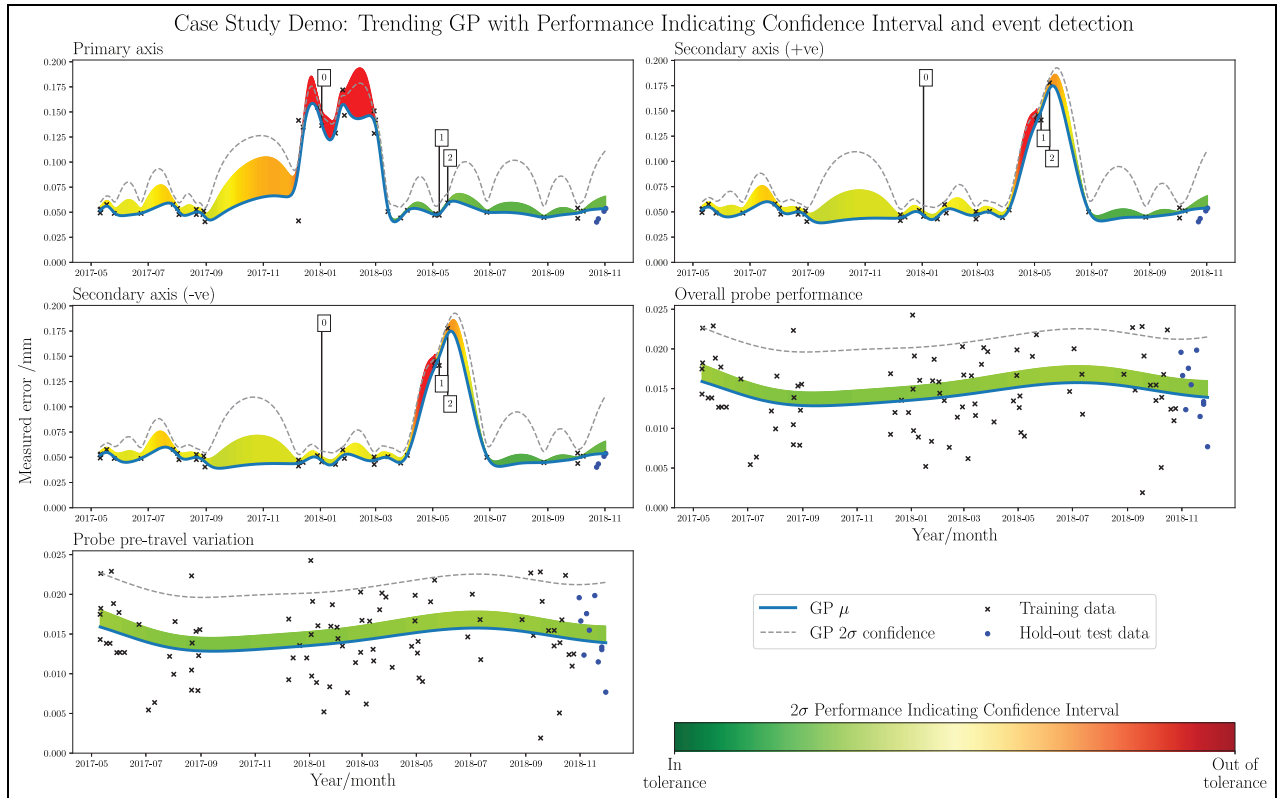 Case Study Demo: Trending GP with Performance Indicating Confidence Interval and event detection
Primary axis
0.200
0.175
0.150
0.125
0.100
0.075
0.050
0.025
0.000
0
1
2
2017-05 2017-07 2017-09 2017-11 2018-01 2018-03 2018-05 2018-07 2018-09 2018-11
Secondary axis (+ve)
0.200
0.175
0.150
0.125
0.100
0.075
0.050
0.025
0.000
0
1
2
2017-05 2017-07 2017-09 2017-11 2018-01 2018-03 2018-05 2018-07 2018-09 2018-11
Secondary axis (-ve)
Measured error /mm
0.200
0.175
0.150
0.125
0.100
0.075
0.050
0.025
0.000
0
1
2
2017-05 2017-07 2017-09 2017-11 2018-01 2018-03 2018-05 2018-07 2018-09 2018-11
Overall probe performance
0.025
0.020
0.015
0.010
0.005
0.000
2017-05 2017-07 2017-09 2017-11 2018-01 2018-03 2018-05 2018-07 2018-09 2018-11
Year/month
Probe pre-travel variation
0.025
0.020
0.015
0.010
0.005
0.000
2017-05 2017-07 2017-09 2017-11 2018-01 2018-03 2018-05 2018-07 2018-09 2018-11
Year/month
GP μ
GP 2σ confidence
Training data
Hold-out test data
2σ Performance Indicating Confidence Interval
In
tolerance
Out of
tolerance